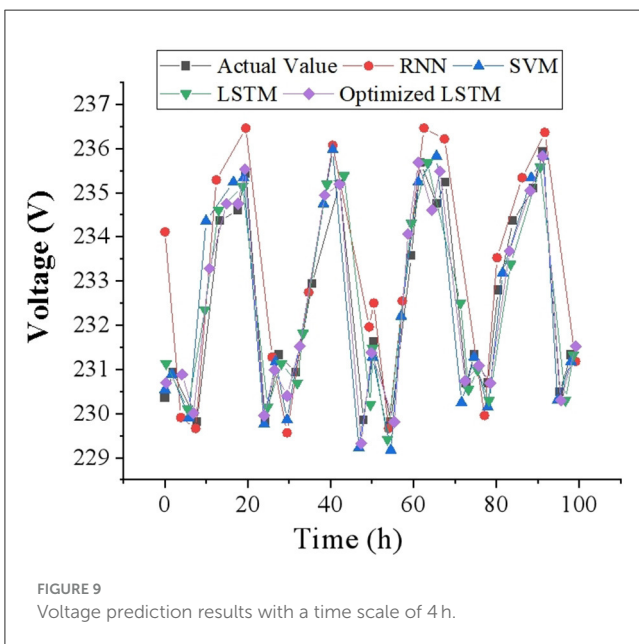 Actual Value RNN SVM
LSTM Optimized LSTM
237
236
235
234
233
232
231
230
229
Voltage (V)
0 20 40 60 80 100
Time (h)
FIGURE 9
Voltage prediction results with a time scale of 4 h.